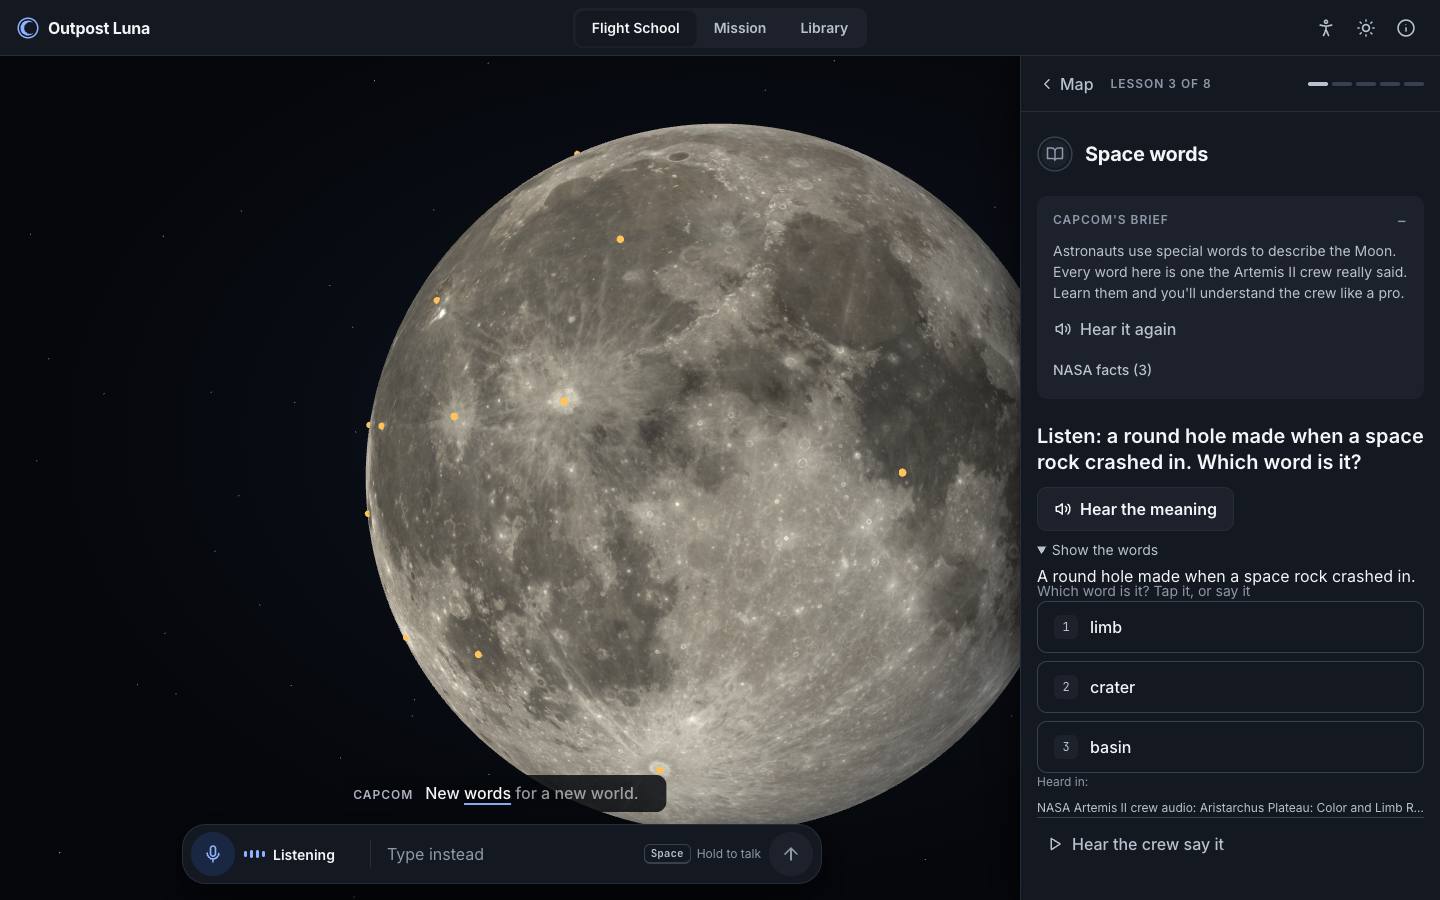 Outpost Luna
Flight School
Mission
Library
Map
LESSON 3 OF 8
Space words
CAPCOM'S BRIEF
–
Astronauts use special words to describe the Moon.
Every word here is one the Artemis II crew really said.
Learn them and you'll understand the crew like a pro.
Hear it again
NASA facts (3)
Listen: a round hole made when a space
rock crashed in. Which word is it?
Hear the meaning
▼ Show the words
A round hole made when a space rock crashed in.
Which word is it? Tap it, or say it
1 limb
2 crater
3 basin
Heard in:
NASA Artemis II crew audio: Aristarchus Plateau: Color and Limb R...
Hear the crew say it
CAPCOM New words for a new world.
Listening
Type instead
Space Hold to talk